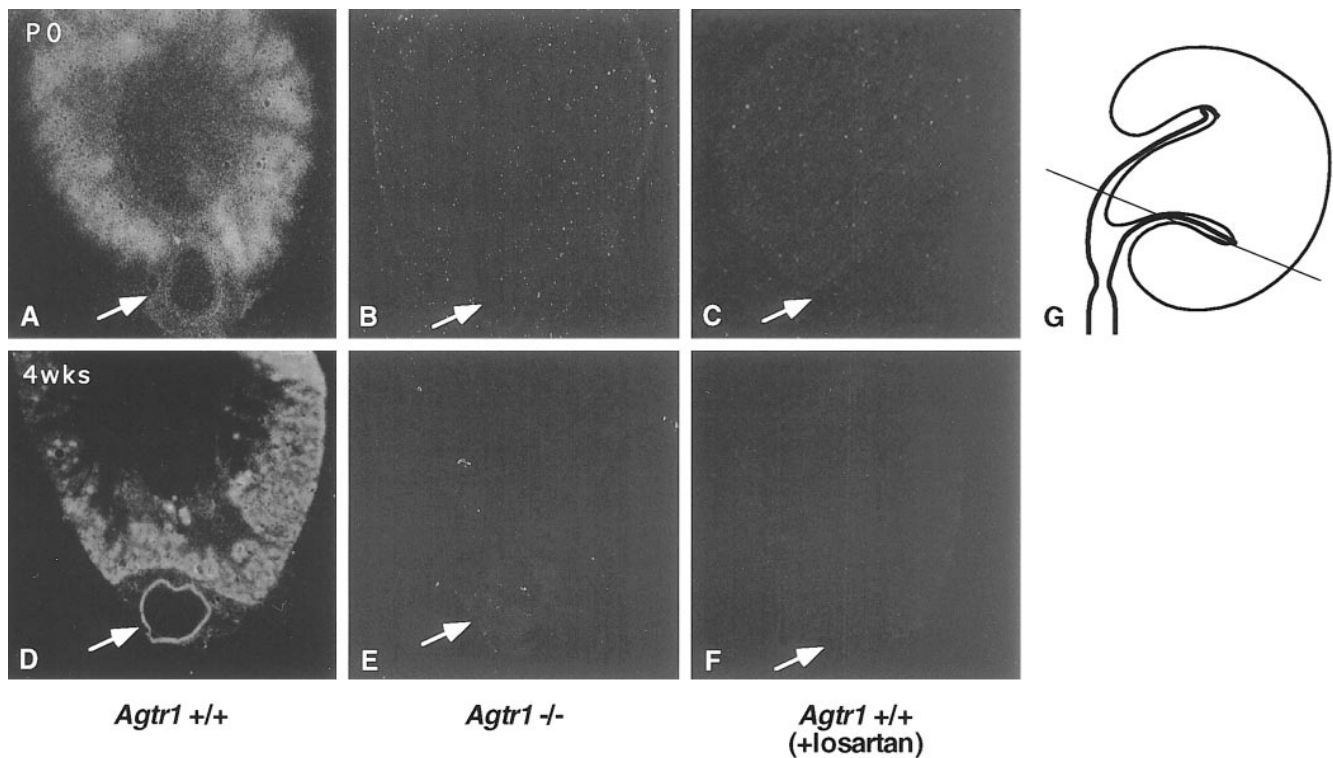 P0
A
B
C
G
4wks
D
E
F
Agtr1 +/+
Agtr1 -/-
Agtr1 +/+
(+losartan)